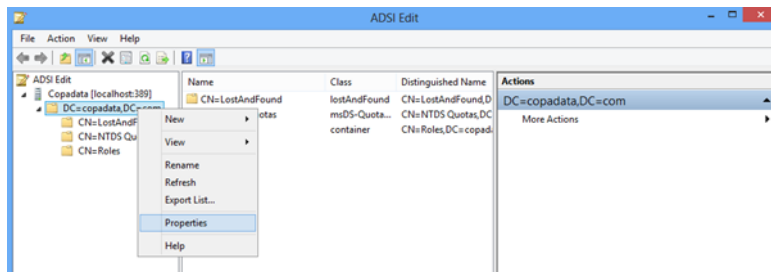 ADSI Edit
File Action View Help
ADSI Edit
Copadata [localhost:389]
DC=copadata,DC=com
CN=LostAndF
CN=NTDS Qu
CN=Roles
New
View
Rename
Refresh
Export List...
Properties
Help
Name Class Distinguished Name
CN=LostAndFound lostAndFound CN=LostAndFound,D
otas msDS-Quota... CN=NTDS Quotas,DC
container CN=Roles,DC=copad
Actions
DC=copadata,DC=com
More Actions